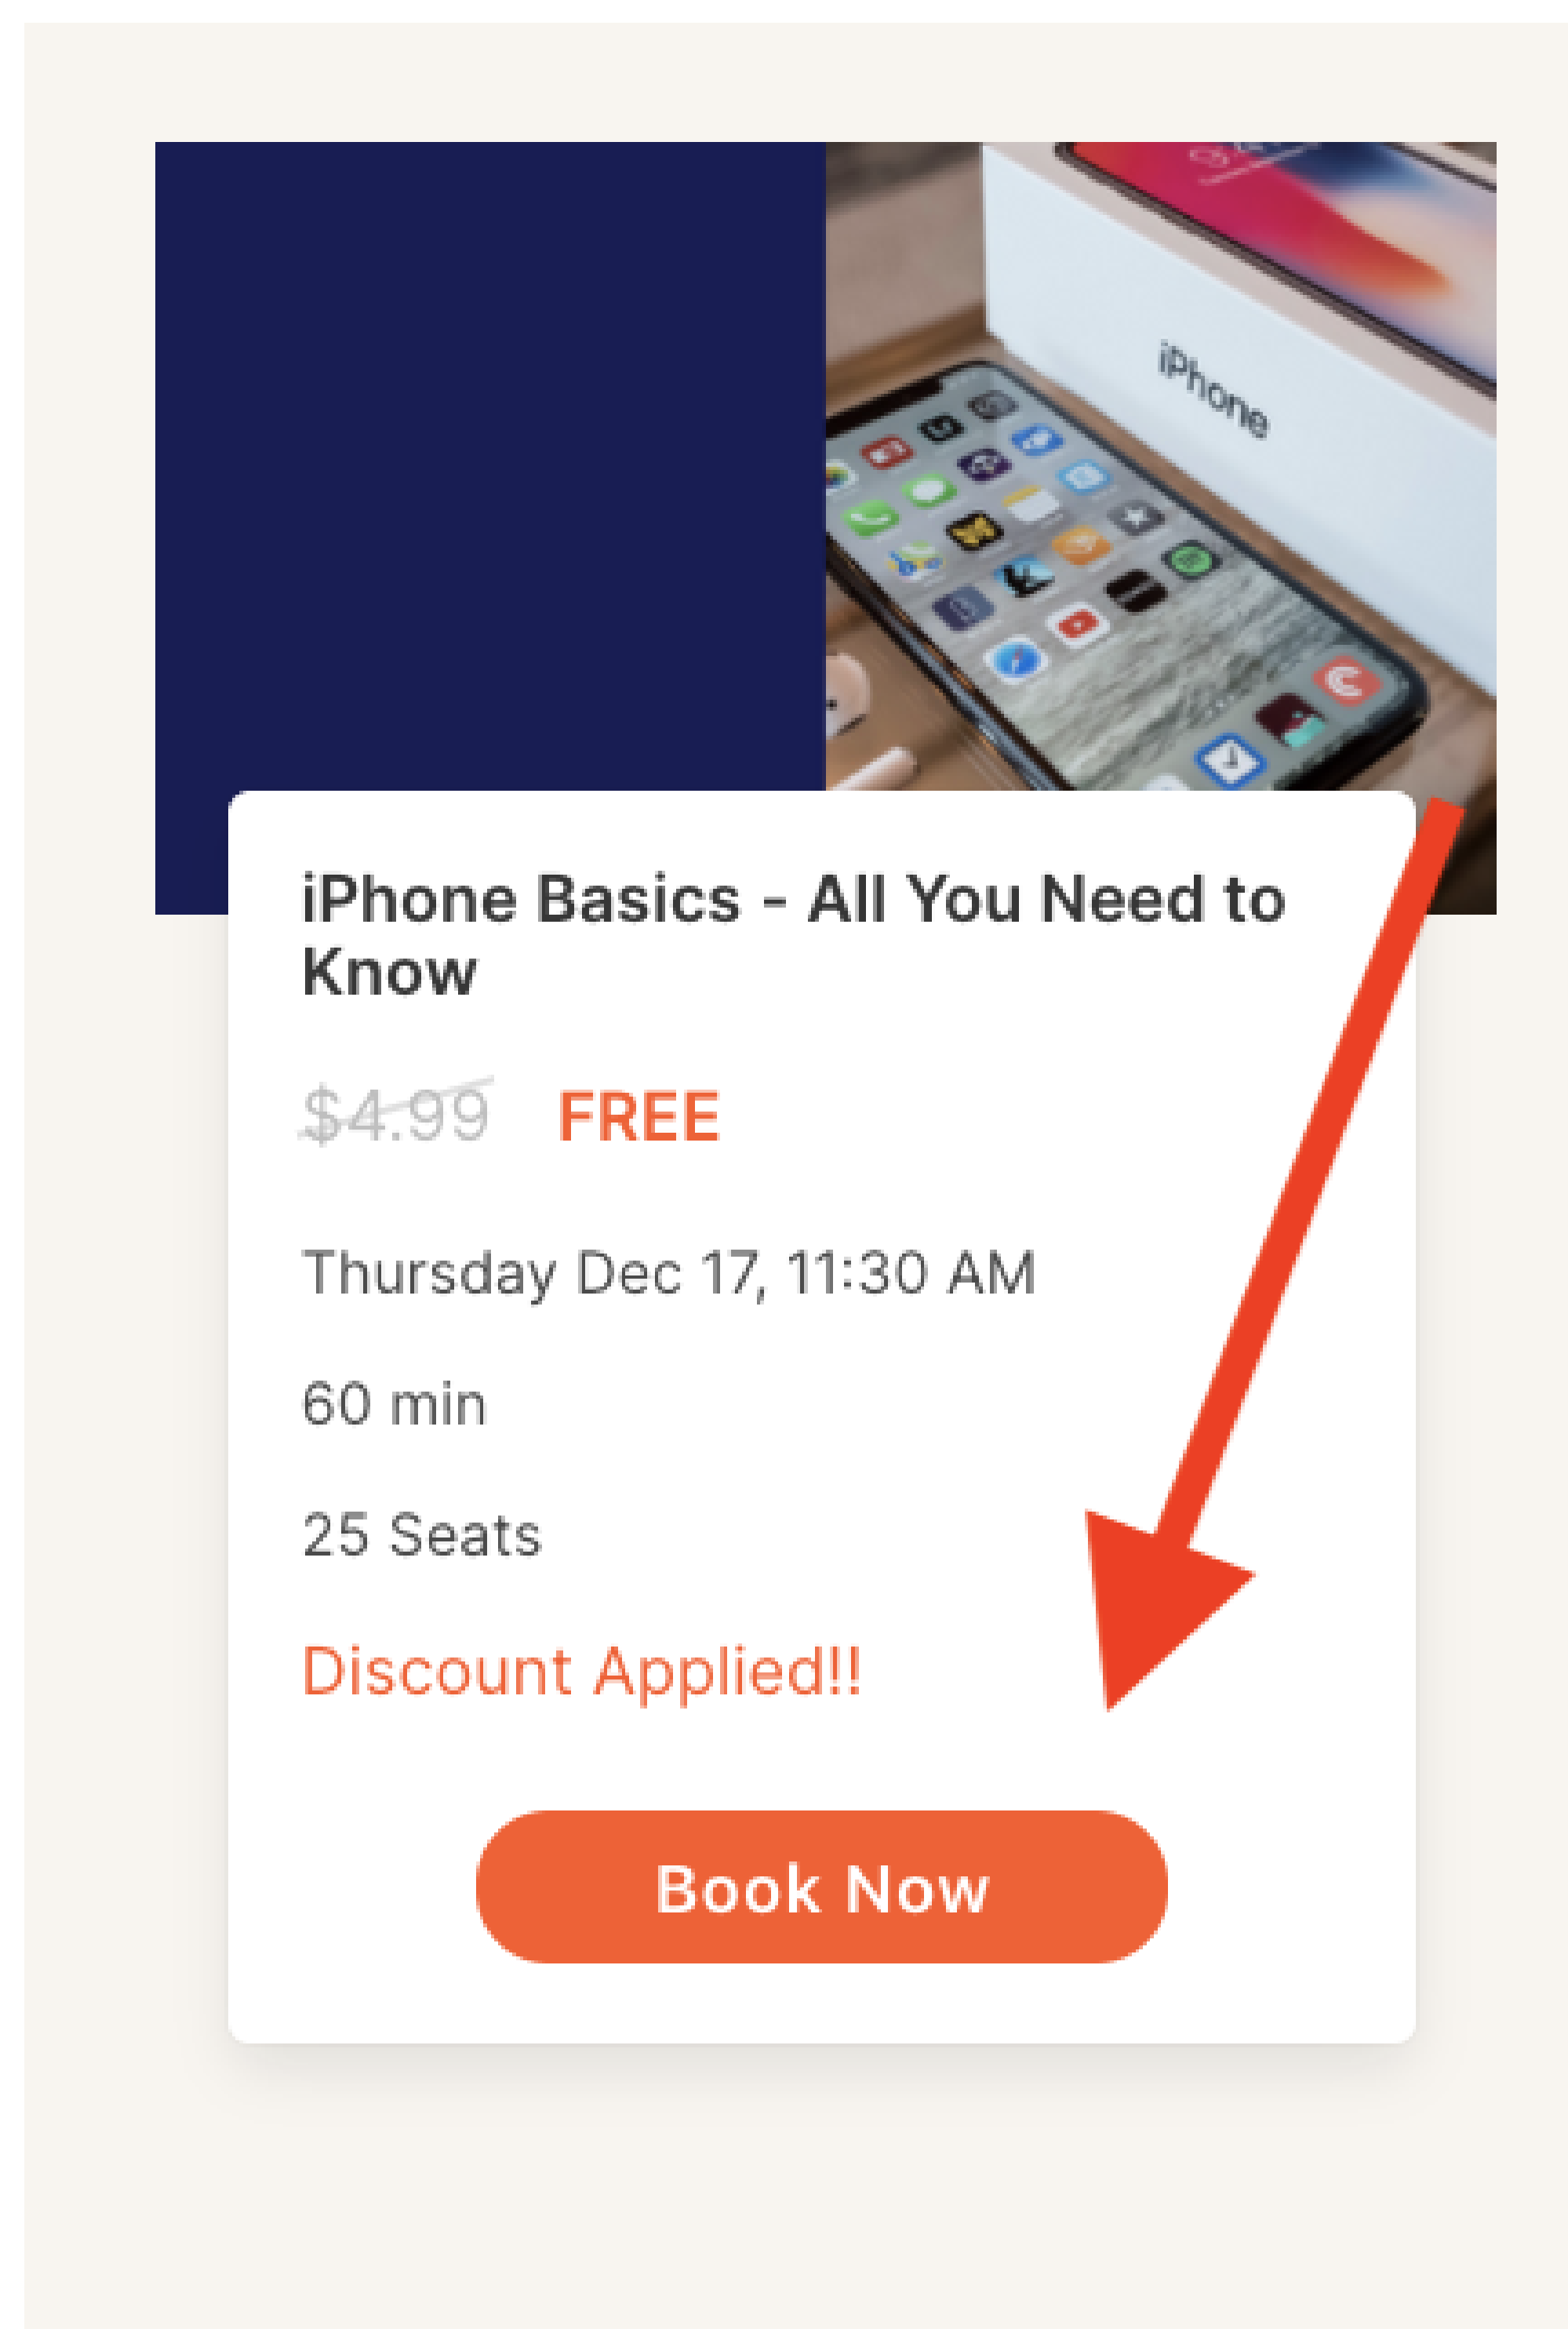 iPhone
iPhone Basics - All You Need to
Know
$4.99 FREE
Thursday Dec 17, 11:30 AM
60 min
25 Seats
Discount Applied!!
Book Now